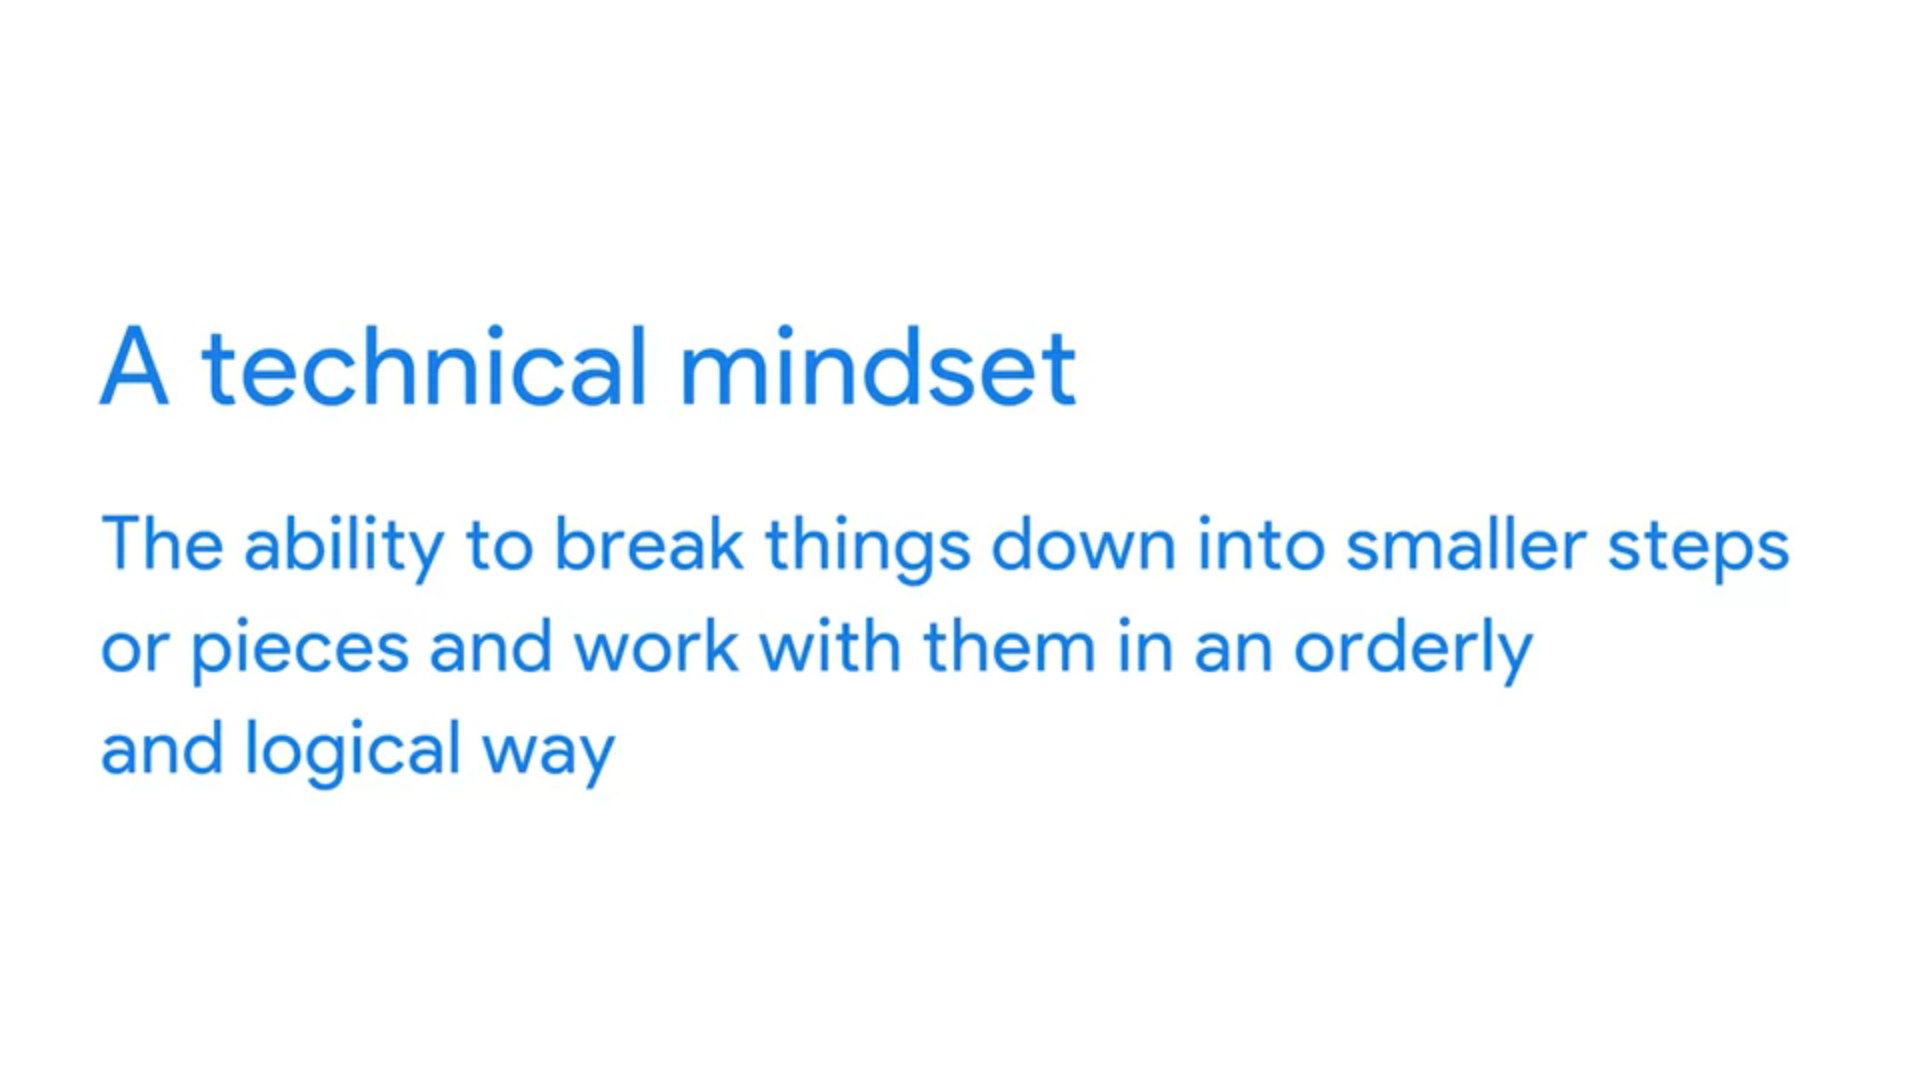 A technical mindset
The ability to break things down into smaller steps
or pieces and work with them in an orderly
and logical way